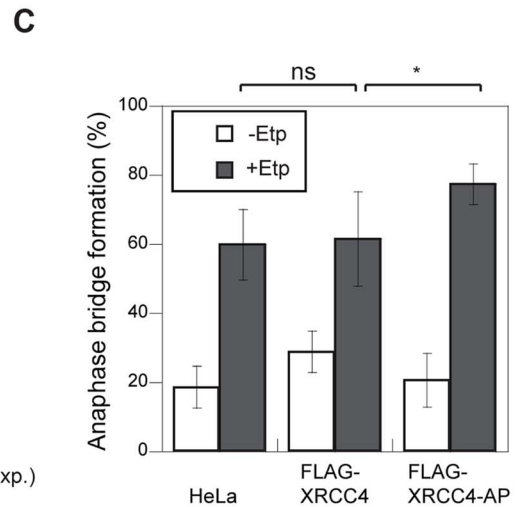 C
ns
*
100
80
60
40
20
0
Anaphase bridge formation (%)
-Etp
+Etp
xp.)
HeLa
FLAG-
XRCC4
FLAG-
XRCC4-AP